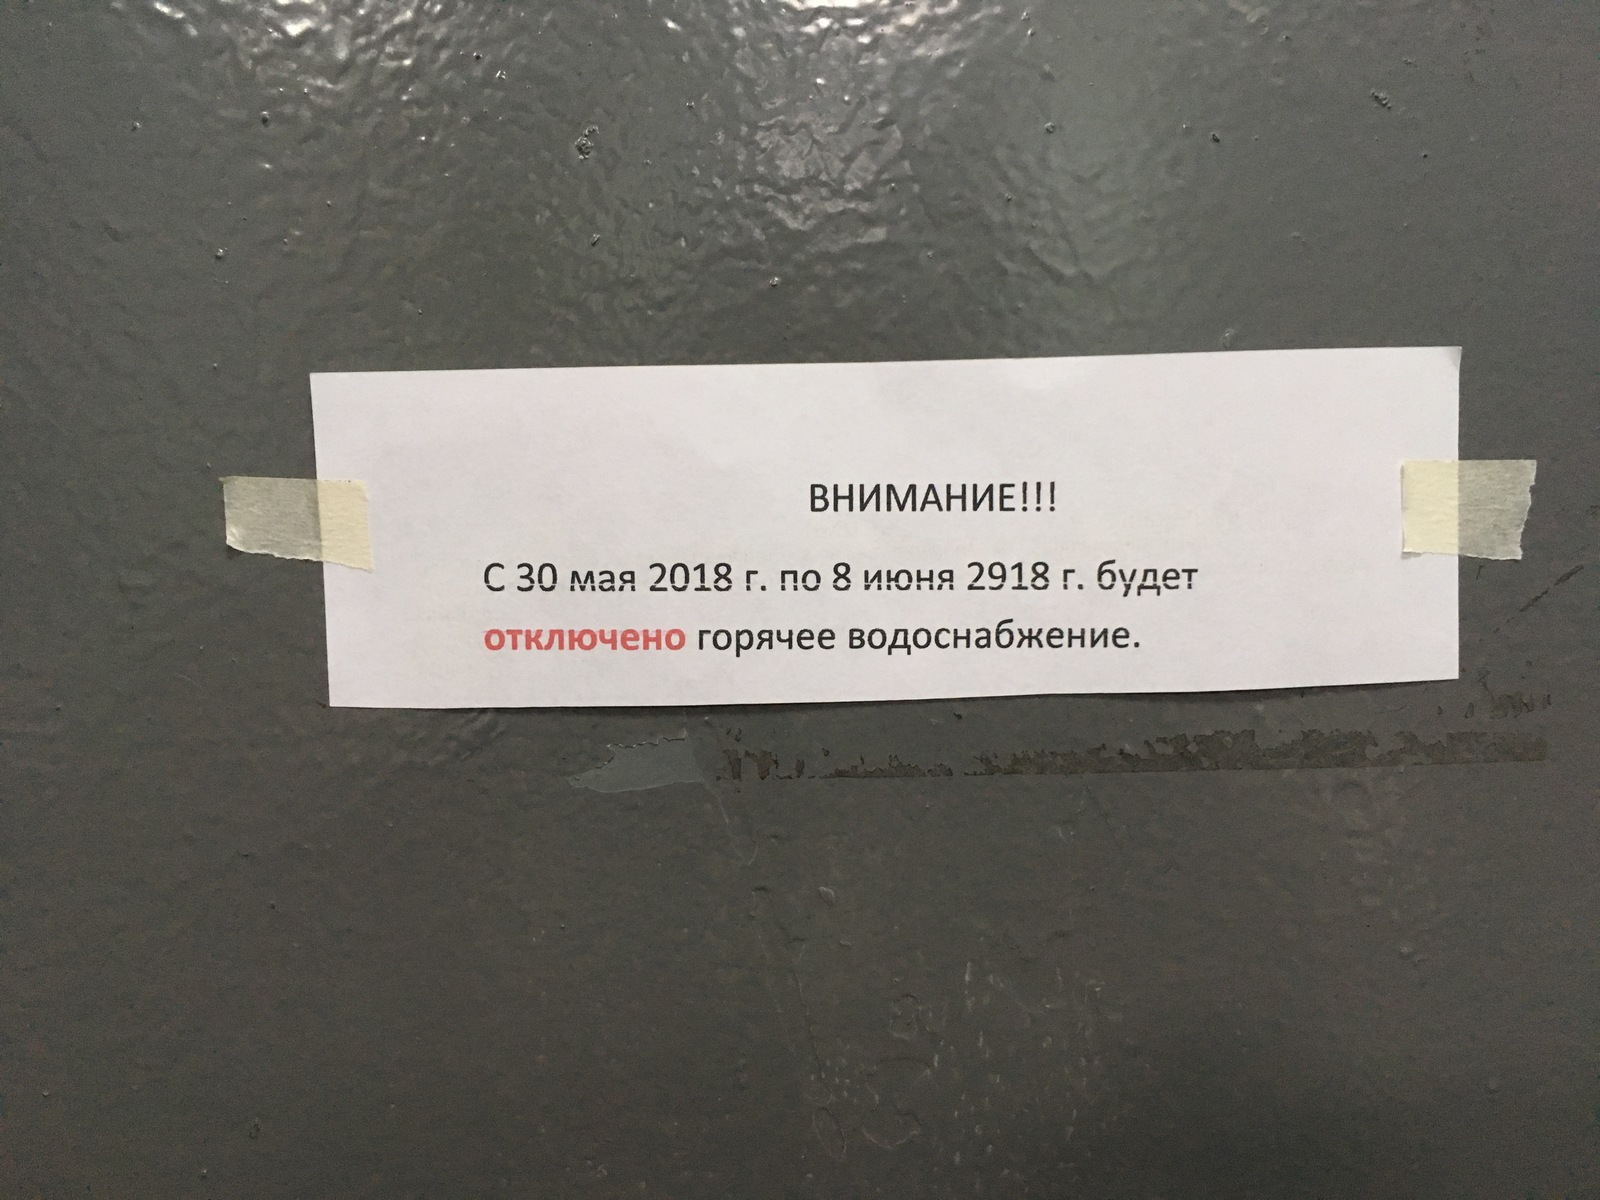 ВНИМАНИЕ!!!
С 30 мая 2018 г. по 8 июня 2918 г. будет
отключено горячее водоснабжение.